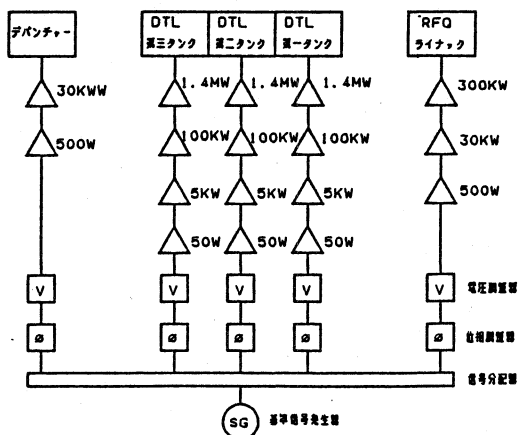 デバンチャー
DTL
第三タンク
DTL
第二タンク
DTL
第一タンク
RFQ
ライナック
30KWW
1.4MW
1.4MW
1.4MW
300KW
500W
100KW
100KW
100KW
30KW
5KW
5KW
5KW
500W
50W
50W
50W
V
V
V
V
V
電圧調整器
ø
ø
ø
ø
ø
位相調整器
信号分配器
SG
基準信号発生器